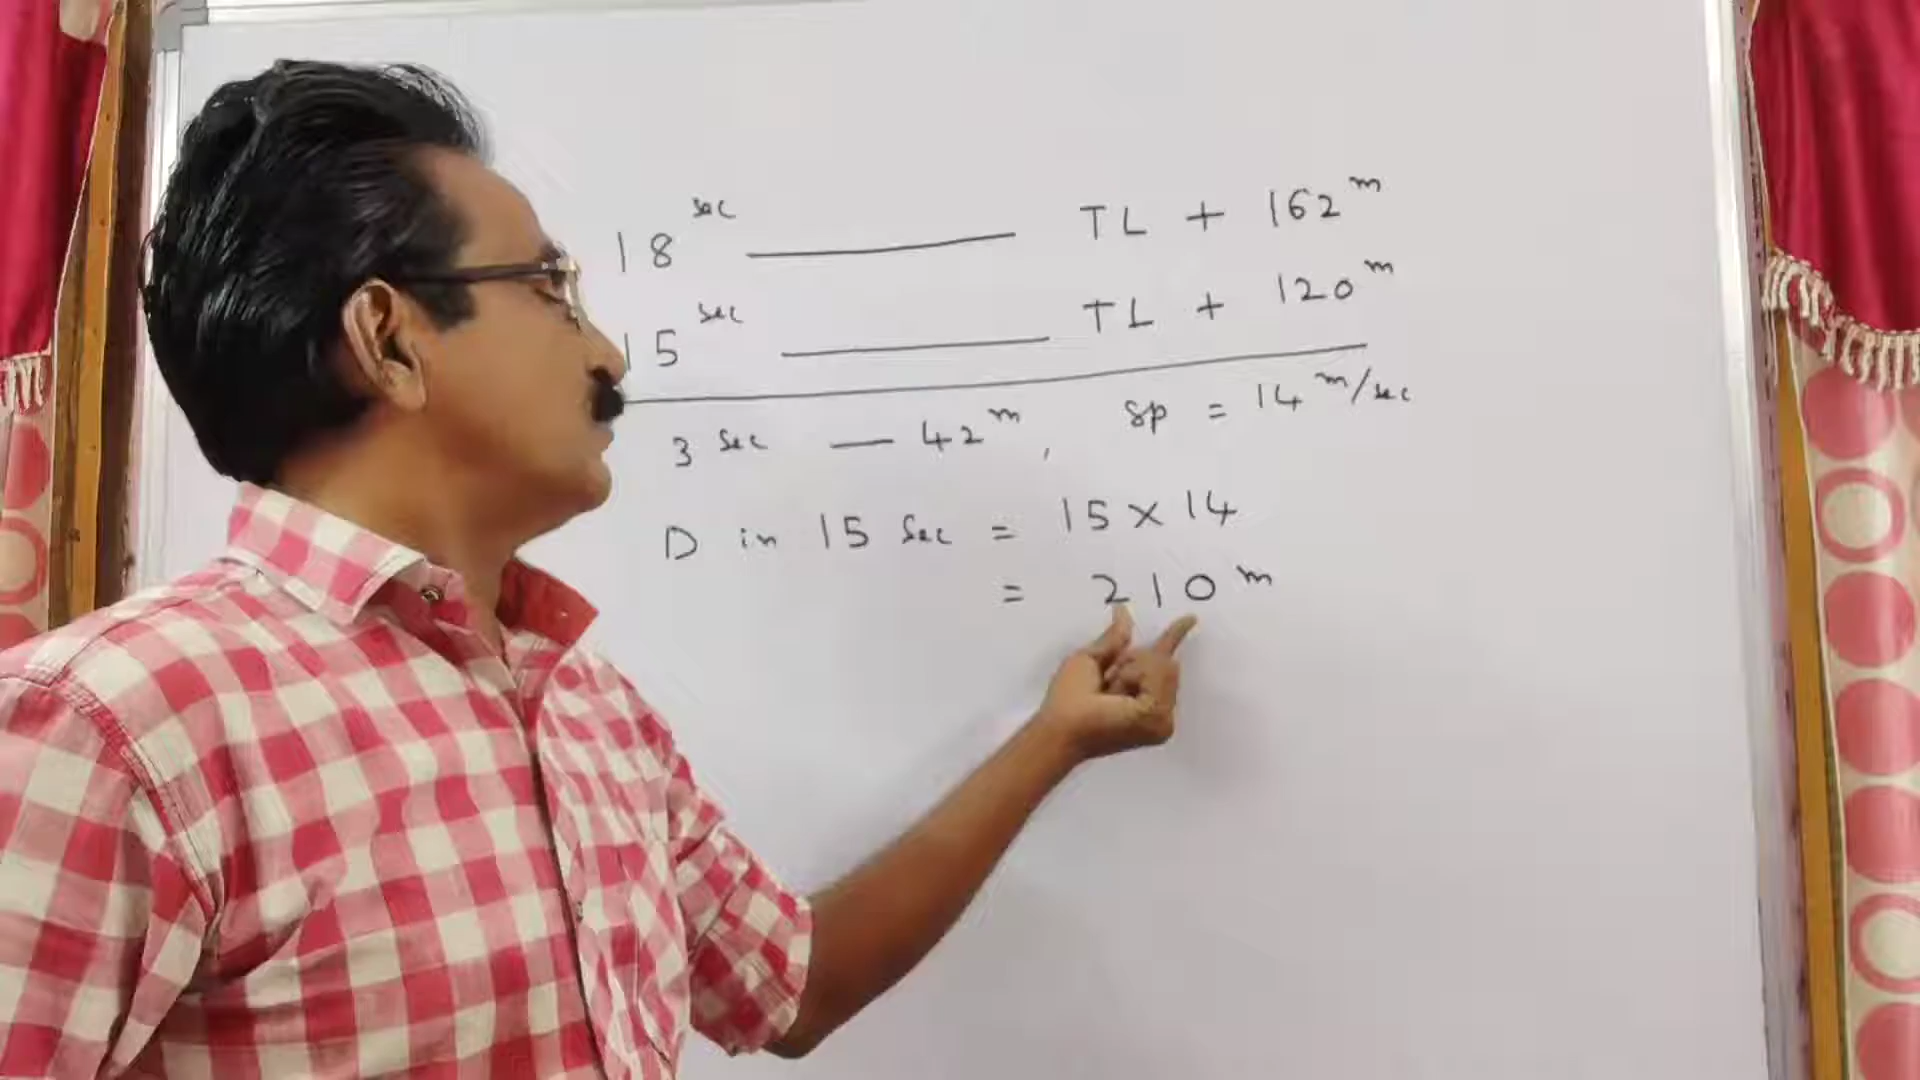 18 sec —— TL + 162 m
15 sec —— TL + 120 m
3 sec — 42 m, sp = 14 m/sec
D in 15 sec = 15 × 14
= 210 m